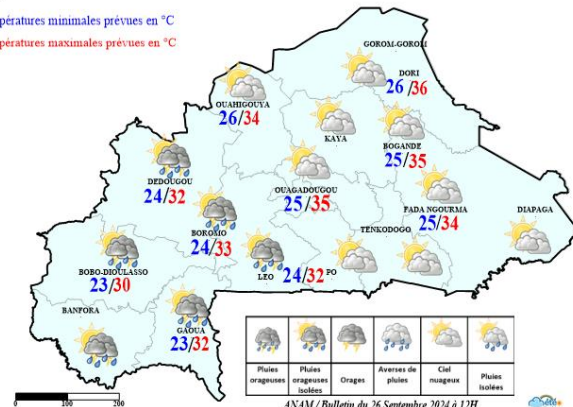 pératures minimales prévues en °C
pératures maximales prévues en °C
GOROM-GOROM
DORI
26/36
OUAHIGOUYA
26/34
KAYA
BOGANDE
25/35
DEDOUGOU
24/32
OUAGADOUGOU
25/35
FADA NGOURMA
25/34
DIAPAGA
BOROMO
24/33
TENKODOGO
BOBO-DIOULASSO
23/30
LEO
24/32 PO
BANFORA
GAOUA
23/32
Pluies orageuses
Pluies orageuses isolées
Orages
Averses de pluies
Ciel nuageux
Pluies isolées
0 100 200
ANAM / Bulletin du 26 Septembre 2024 à 12H